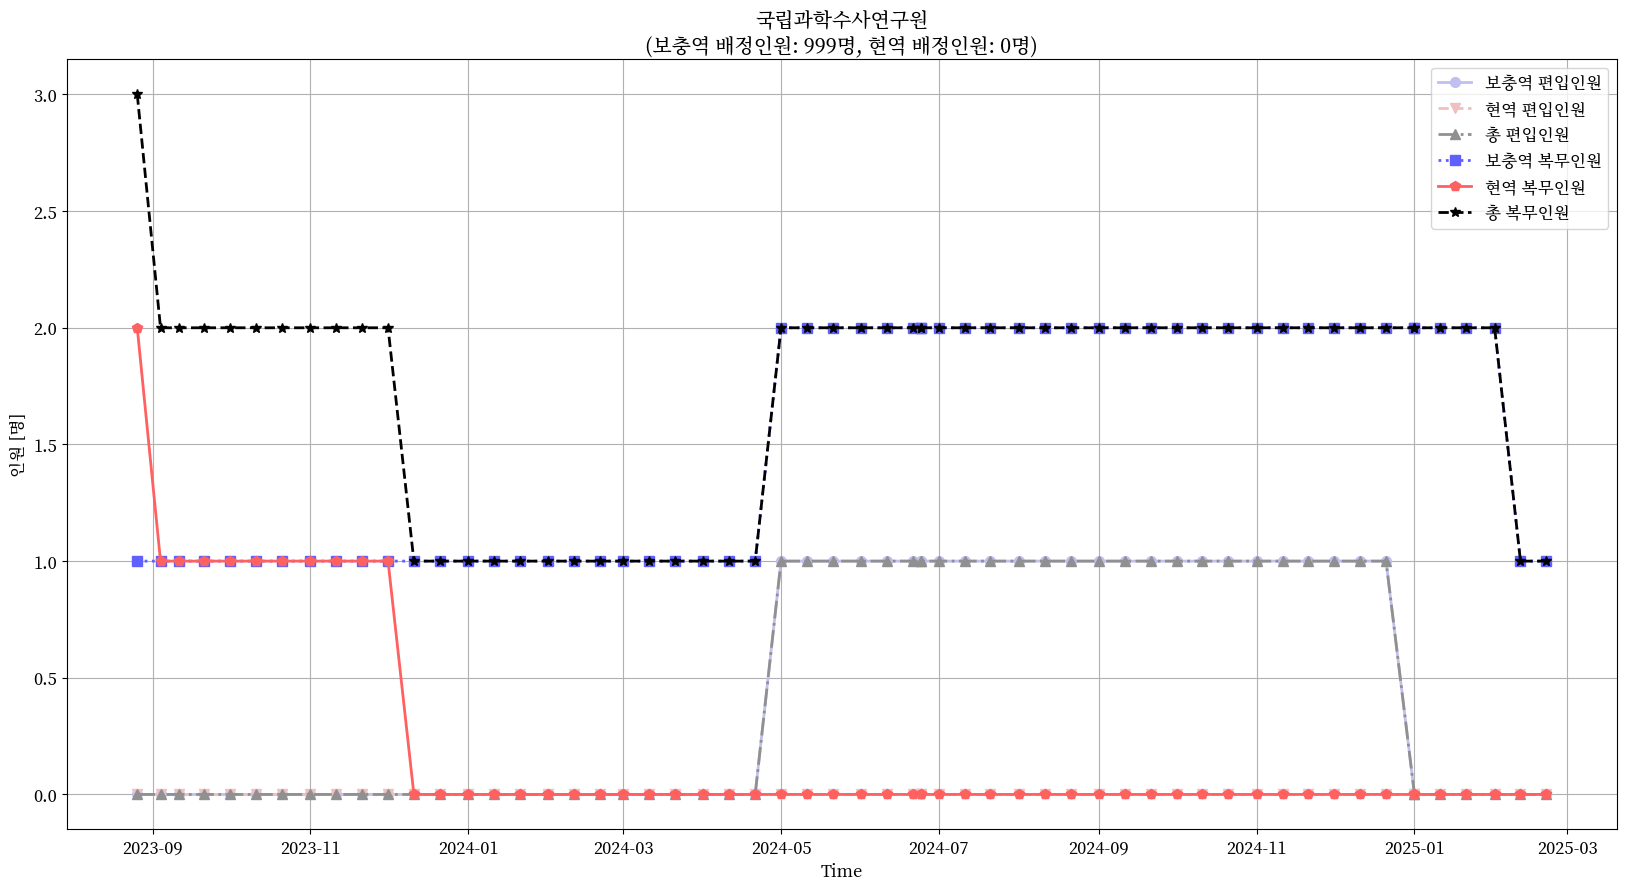 국립과학수사연구원
(보충역 배정인원: 999명, 현역 배정인원: 0명)
보충역 편입인원
현역 편입인원
총 편입인원
보충역 복무인원
현역 복무인원
총 복무인원
인원 [명]
3.0
2.5
2.0
1.5
1.0
0.5
0.0
2023-09 2023-11 2024-01 2024-03 2024-05 2024-07 2024-09 2024-11 2025-01 2025-03
Time